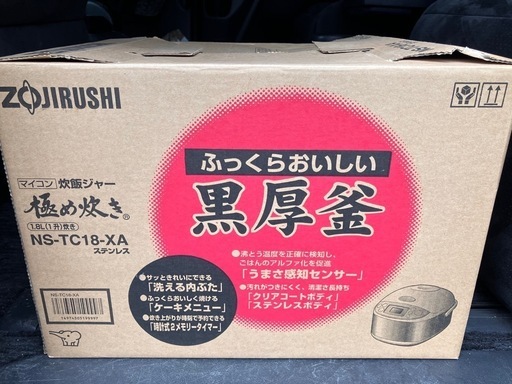 ZOJIRUSHI
マイコン 炊飯ジャー
極め炊き®
1.8L(1升)炊き
NS-TC18-XA
ステンレス
ふっくらおいしい
黒厚釜
●沸とう温度を正確に検知し、
ごはんのアルファ化を促進
「うまさ感知センサー」
●汚れがつきにくく、清潔さ長持ち
「クリアコートボディ」
「ステンレスボディ」
●サッときれいにできる
「洗える内ぶた」
●ふっくらおいしく焼ける
「ケーキメニュー」
●炊き上がりが時刻で予約できる
「時計式2メモリータイマー」
NS-TC18-XA